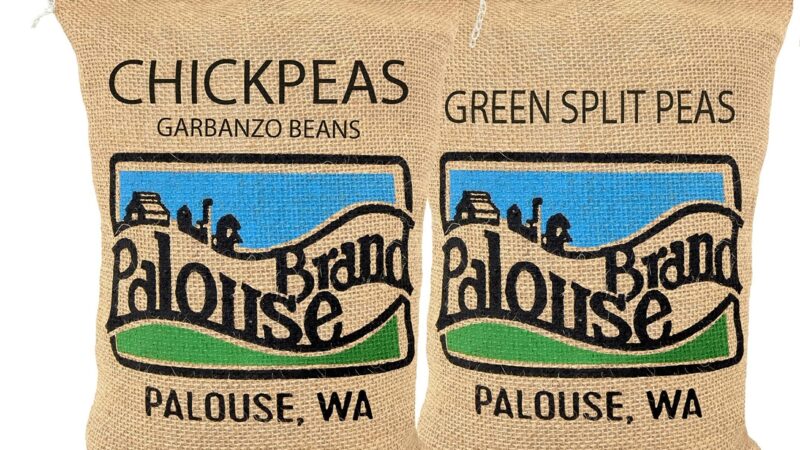 CHICKPEAS
GARBANZO BEANS
Palouse Brand
PALOUSE, WA
GREEN SPLIT PEAS
Palouse Brand
PALOUSE, WA